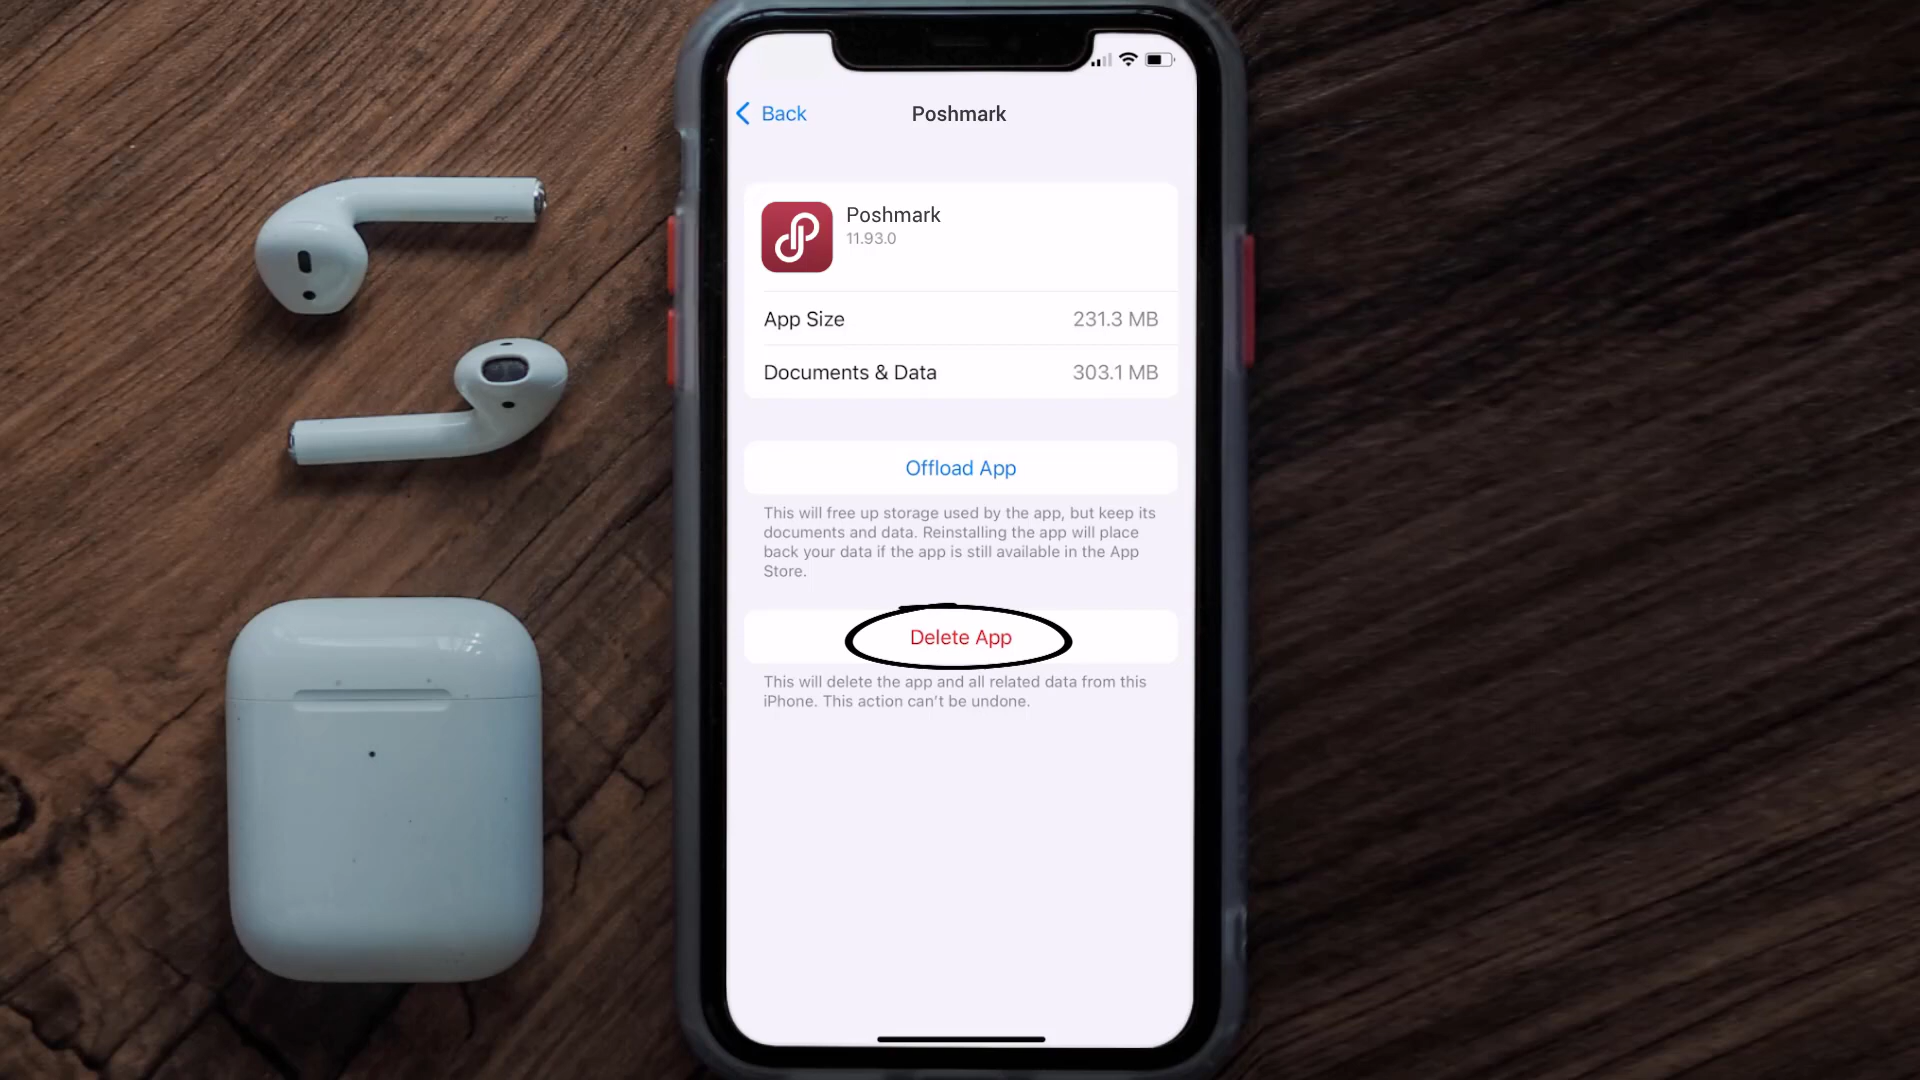 Back
Poshmark
Poshmark
11.93.0
App Size
231.3 MB
Documents & Data
303.1 MB
Offload App
This will free up storage used by the app, but keep its
documents and data. Reinstalling the app will place
back your data if the app is still available in the App
Store.
Delete App
This will delete the app and all related data from this
iPhone. This action can't be undone.